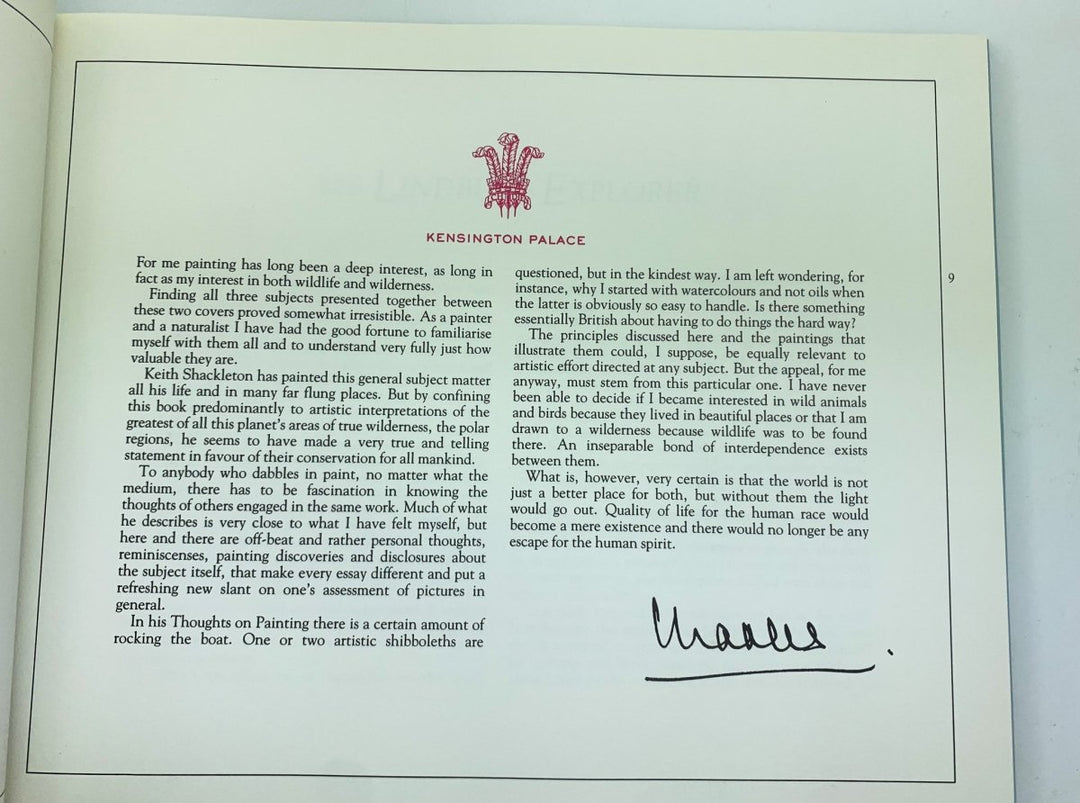 KENSINGTON PALACE
For me painting has long been a deep interest, as long in
fact as my interest in both wildlife and wilderness.
Finding all three subjects presented together between
these two covers proved somewhat irresistible. As a painter
and a naturalist I have had the good fortune to familiarise
myself with them all and to understand very fully just how
valuable they are.
Keith Shackleton has painted this general subject matter
all his life and in many far flung places. But by confining
this book predominantly to artistic interpretations of the
greatest of all this planet's areas of true wilderness, the polar
regions, he seems to have made a very true and telling
statement in favour of their conservation for all mankind.
To anybody who dabbles in paint, no matter what the
medium, there has to be fascination in knowing the
thoughts of others engaged in the same work. Much of what
he describes is very close to what I have felt myself, but
here and there are off-beat and rather personal thoughts,
reminiscenses, painting discoveries and disclosures about
the subject itself, that make every essay different and put a
refreshing new slant on one's assessment of pictures in
general.
In his Thoughts on Painting there is a certain amount of
rocking the boat. One or two artistic shibboleths are
questioned, but in the kindest way. I am left wondering, for
instance, why I started with watercolours and not oils when
the latter is obviously so easy to handle. Is there something
essentially British about having to do things the hard way?
The principles discussed here and the paintings that
illustrate them could, I suppose, be equally relevant to
artistic effort directed at any subject. But the appeal, for me
anyway, must stem from this particular one. I have never
been able to decide if I became interested in wild animals
and birds because they lived in beautiful places or that I am
drawn to a wilderness because wildlife was to be found
there. An inseparable bond of interdependence exists
between them.
What is, however, very certain is that the world is not
just a better place for both, but without them the light
would go out. Quality of life for the human race would
become a mere existence and there would no longer be any
escape for the human spirit.
Charles
9